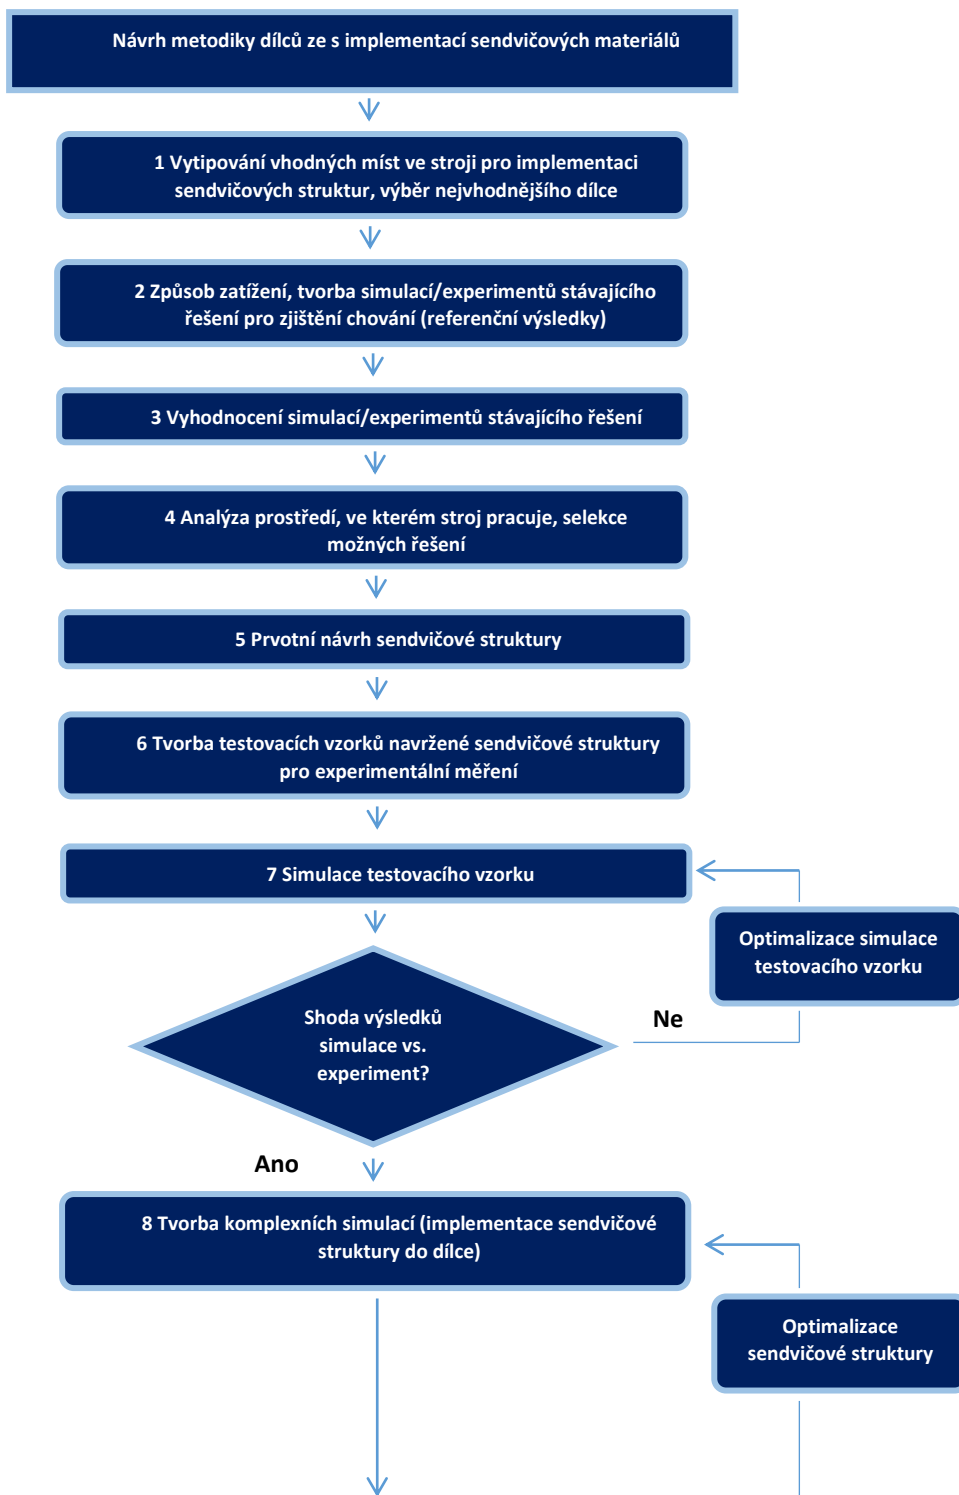 Návrh metodiky dílců ze s implementací sendvičových materiálů
1 Vytipování vhodných míst ve stroji pro implementaci
sendvičových struktur, výběr nejvhodnějšího dílce
2 Způsob zatížení, tvorba simulací/experimentů stávajícího
řešení pro zjištění chování (referenční výsledky)
3 Vyhodnocení simulací/experimentů stávajícího řešení
4 Analýza prostředí, ve kterém stroj pracuje, selekce
možných řešení
5 Prvotní návrh sendvičové struktury
6 Tvorba testovacích vzorků navržené sendvičové struktury
pro experimentální měření
7 Simulace testovacího vzorku
Optimalizace simulace
testovacího vzorku
Shoda výsledků
simulace vs.
experiment?
Ne
Ano
8 Tvorba komplexních simulací (implementace sendvičové
struktury do dílce)
Optimalizace
sendvičové struktury